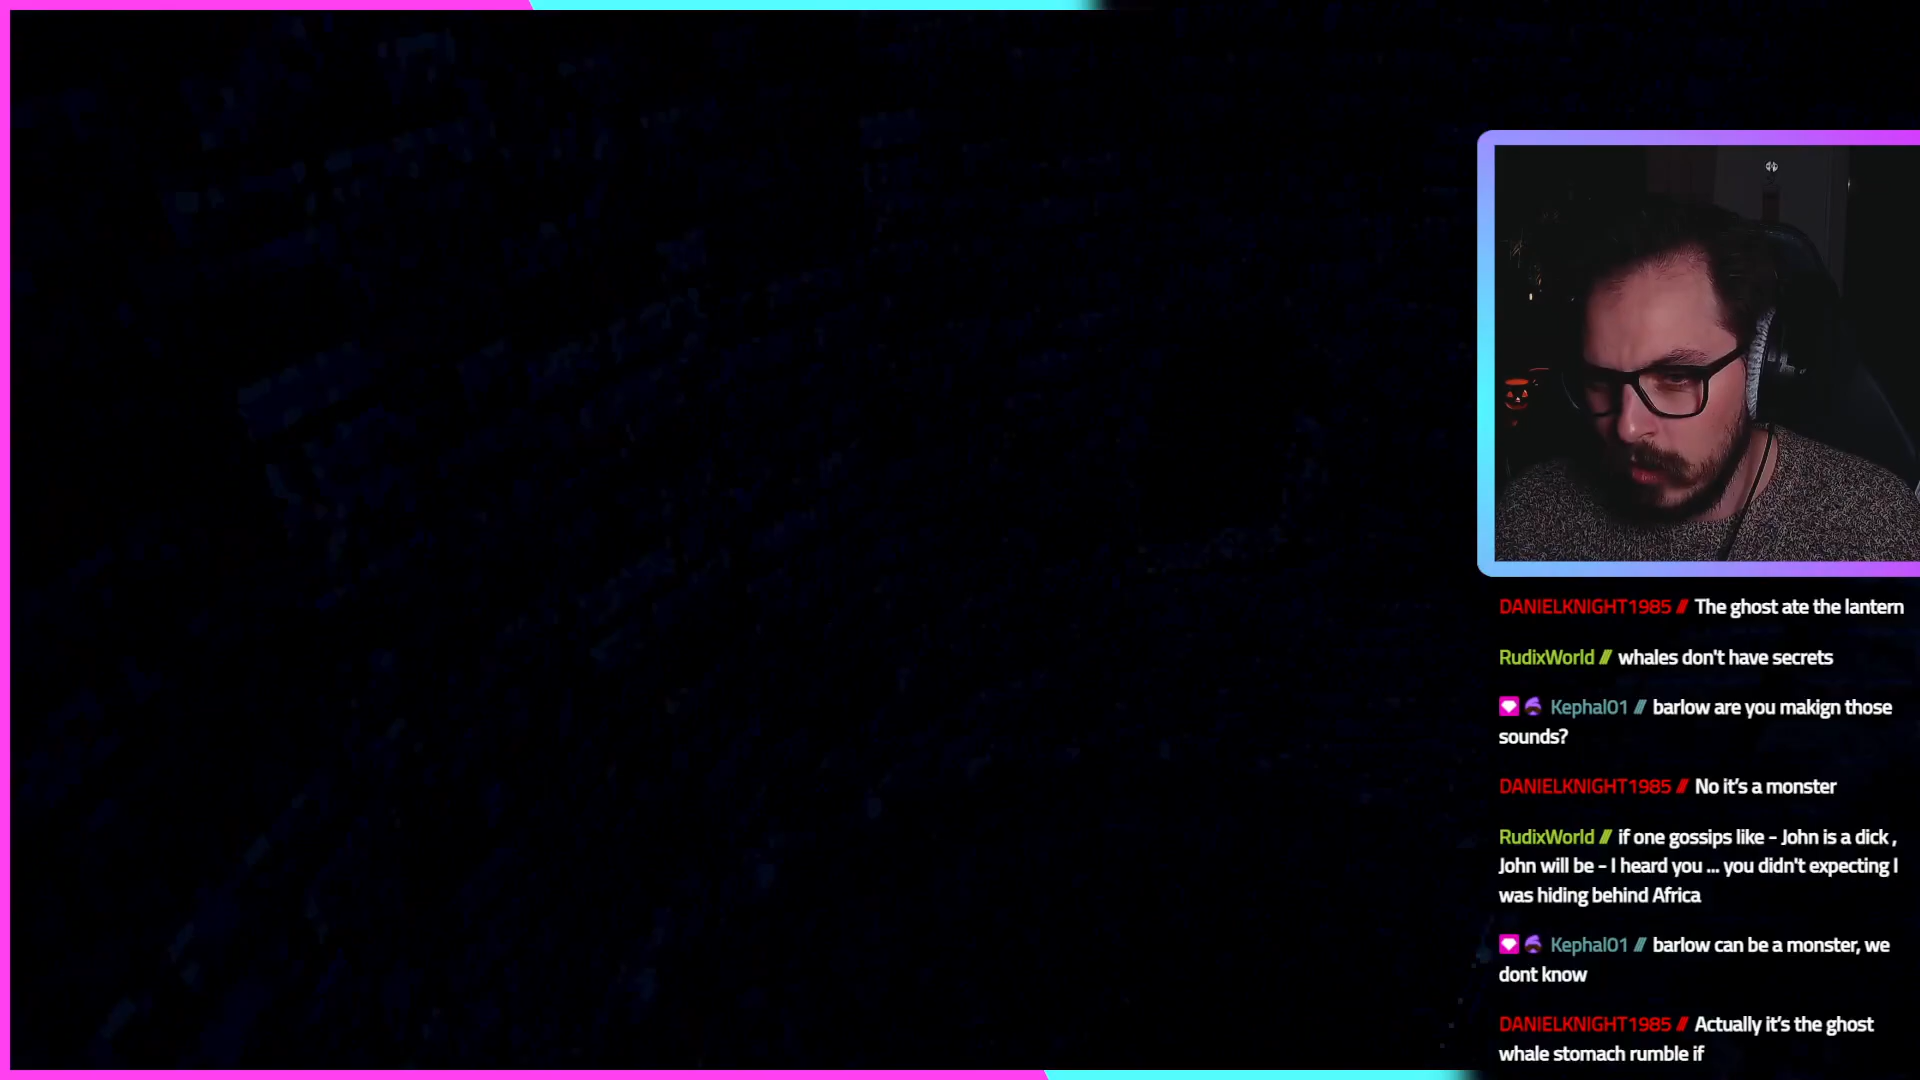 DANIELKNIGHT1985 // The ghost ate the lantern
RudixWorld // whales don't have secrets
Kephal01 // barlow are you makign those
sounds?
DANIELKNIGHT1985 // No it's a monster
RudixWorld // if one gossips like - John is a dick ,
John will be - I heard you ... you didn't expecting I
was hiding behind Africa
Kephal01 // barlow can be a monster, we
dont know
DANIELKNIGHT1985 // Actually it's the ghost
whale stomach rumble if